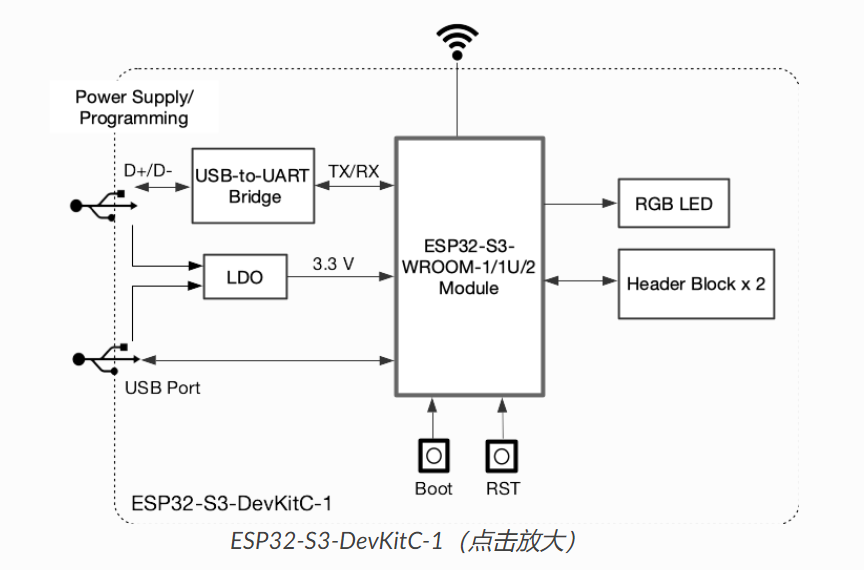 Power Supply/
Programming
D+/D-
USB-to-UART
Bridge
TX/RX
LDO
3.3 V
USB Port
ESP32-S3-
WROOM-1/1U/2
Module
RGB LED
Header Block x 2
Boot
RST
ESP32-S3-DevKitC-1
ESP32-S3-DevKitC-1（点击放大）